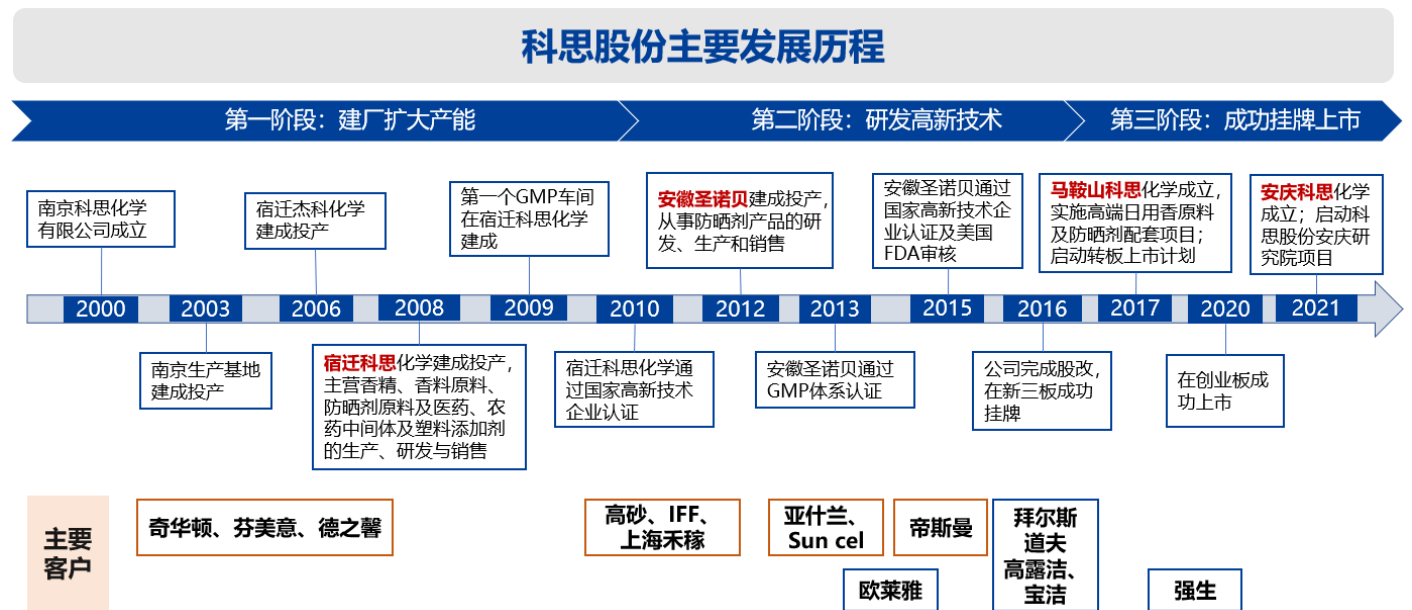 科思股份主要发展历程
第一阶段：建厂扩大产能
第二阶段：研发高新技术
第三阶段：成功挂牌上市
南京科思化学
有限公司成立
宿迁杰科化学
建成投产
第一个GMP车间
在宿迁科思化学
建成
安徽圣诺贝建成投产，
从事防晒剂产品的研
发、生产和销售
安徽圣诺贝通过
国家高新技术企
业认证及美国
FDA审核
马鞍山科思化学成立，
实施高端日用香原料
及防晒剂配套项目；
启动转板上市计划
安庆科思化学
成立；启动科
思股份安庆研
究院项目
2000
2003
2006
2008
2009
2010
2012
2013
2015
2016
2017
2020
2021
南京生产基地
建成投产
宿迁科思化学建成投产，
主营香精、香料原料、
防晒剂原料及医药、农
药中间体及塑料添加剂
的生产、研发与销售
宿迁科思化学通
过国家高新技术
企业认证
安徽圣诺贝通过
GMP体系认证
公司完成股改，
在新三板成功
挂牌
在创业板成
功上市
主要
客户
奇华顿、芬美意、德之馨
高砂、IFF、
上海禾稼
亚什兰、
Sun cel
帝斯曼
拜尔斯
道夫
高露洁、
宝洁
欧莱雅
强生